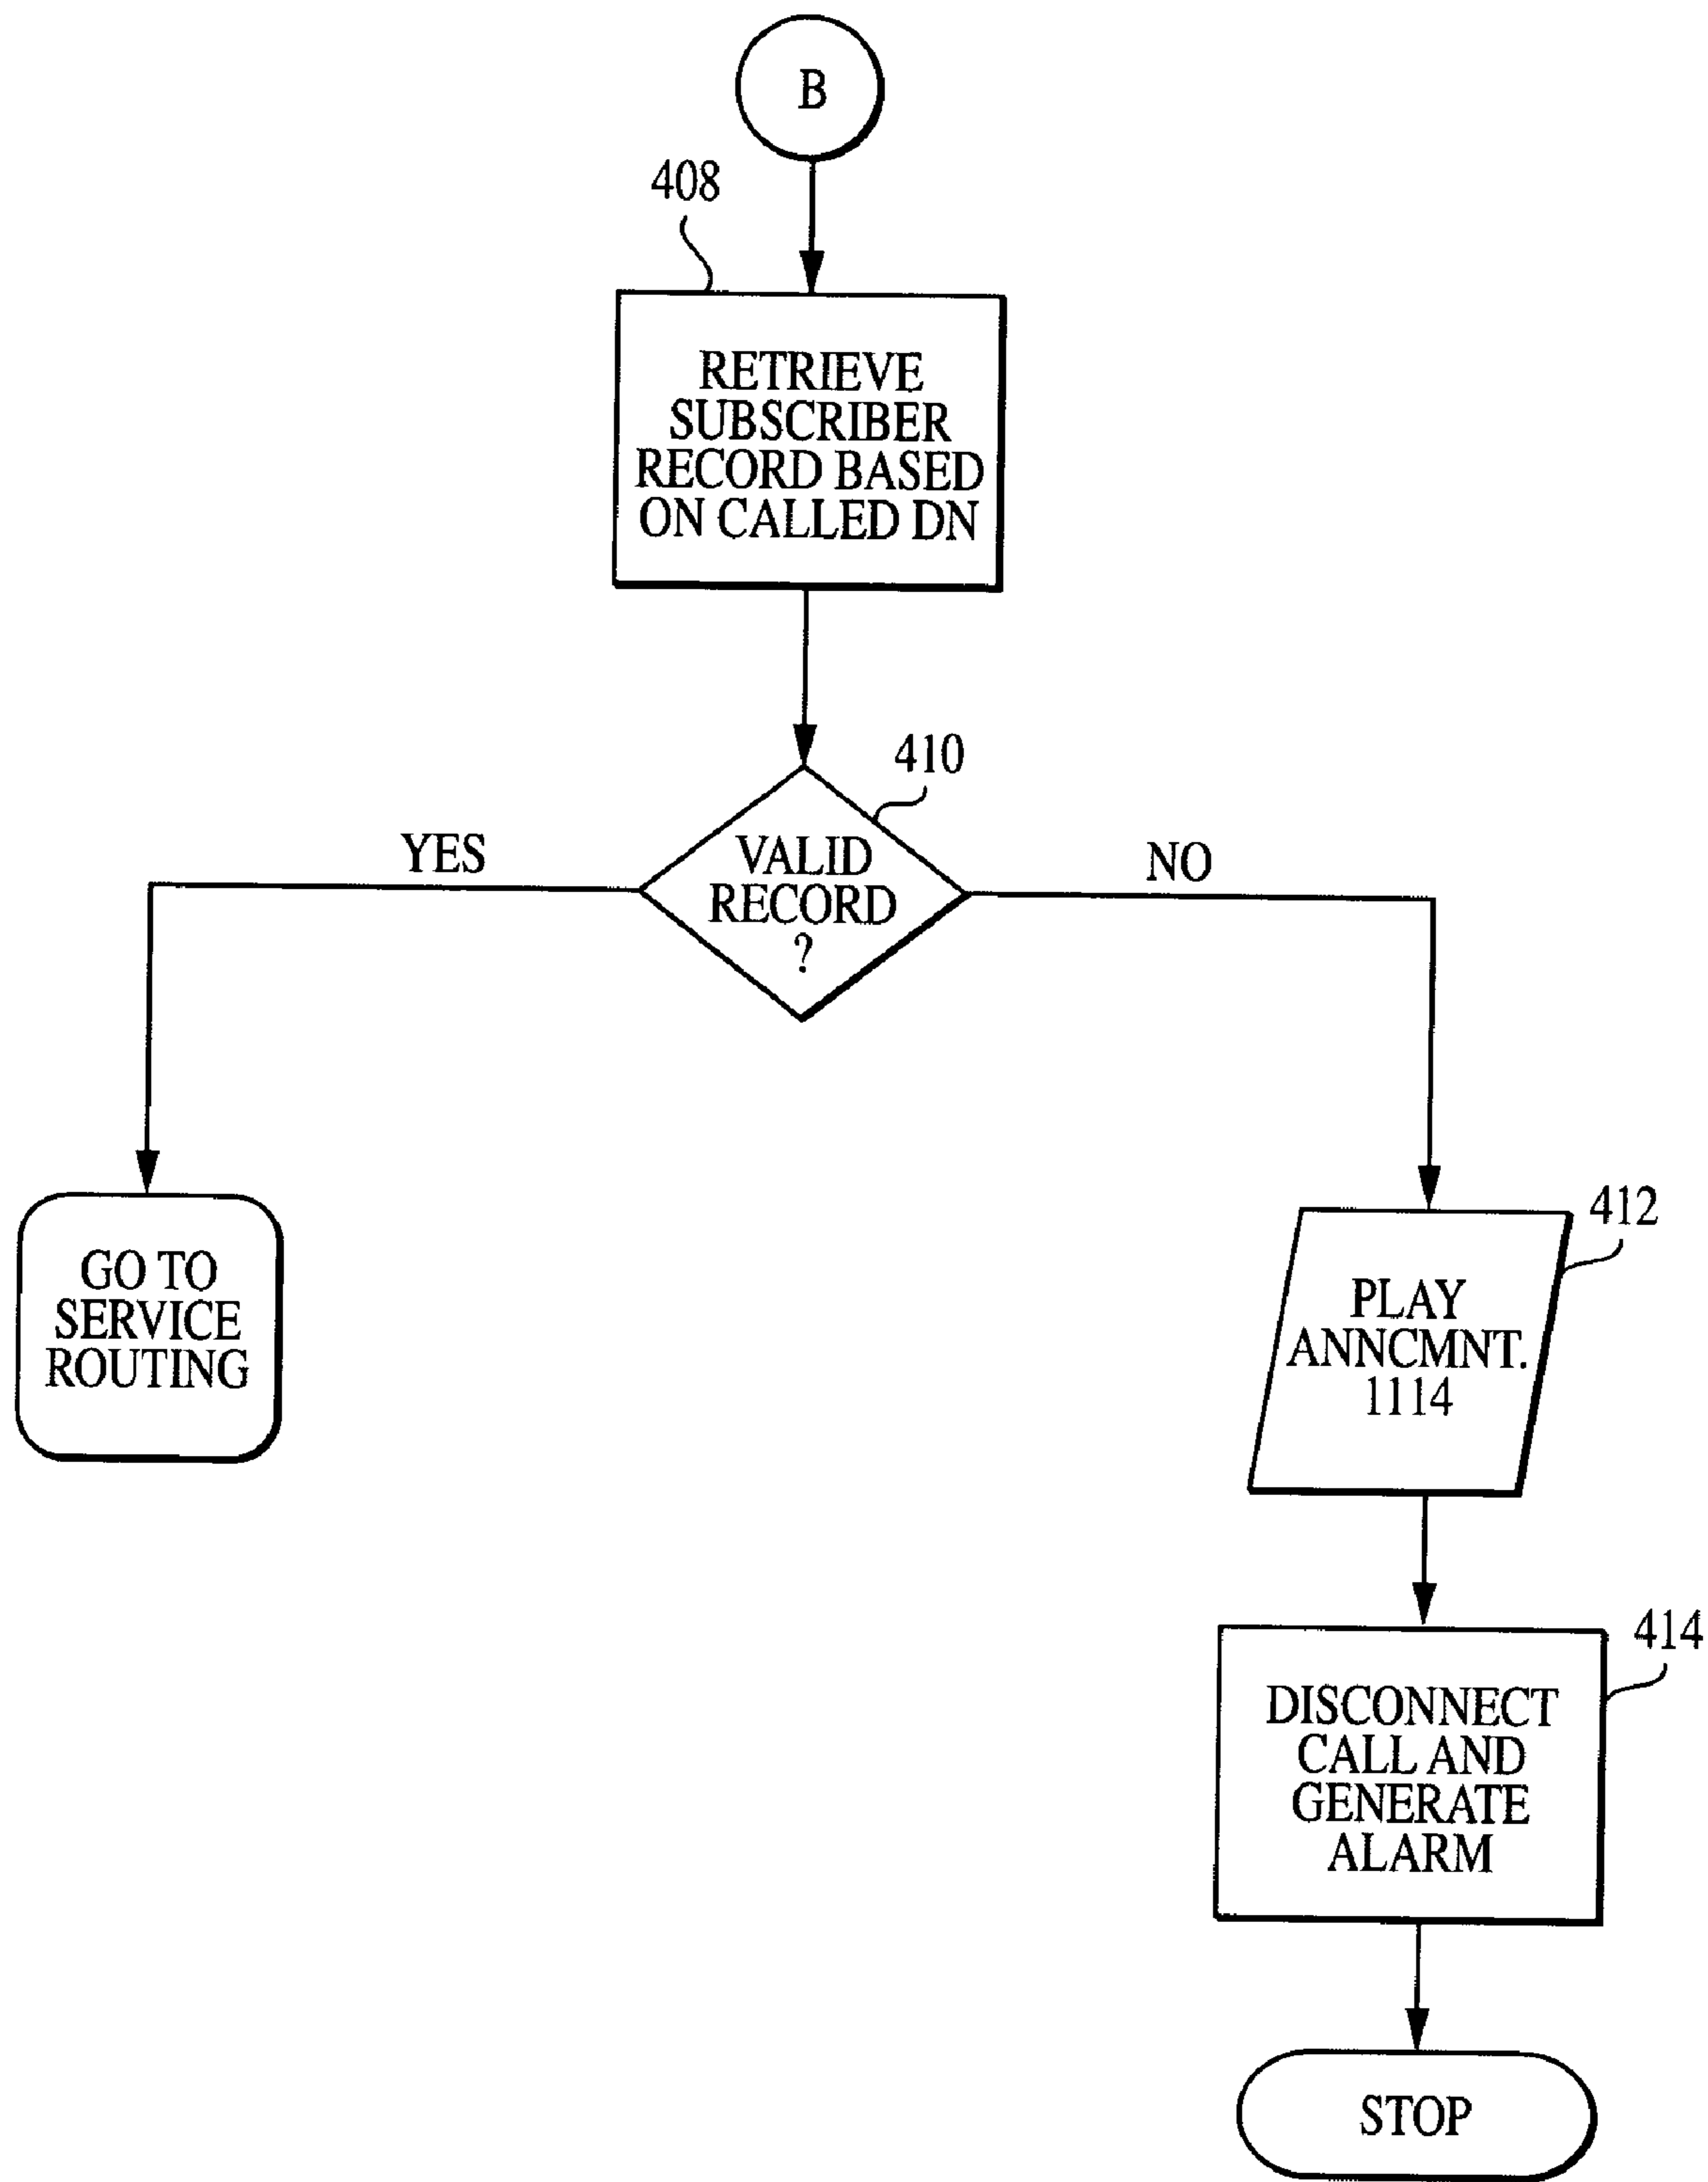 B
408
RETRIEVE
SUBSCRIBER
RECORD BASED
ON CALLED DN
410
YES
VALID
RECORD
?
NO
GO TO
SERVICE
ROUTING
412
PLAY
ANNCMNT.
1114
414
DISCONNECT
CALL AND
GENERATE
ALARM
STOP